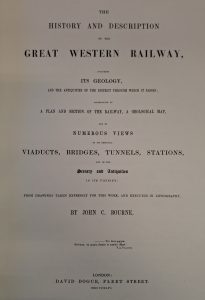 THE
HISTORY AND DESCRIPTION
OF THE
GREAT WESTERN RAILWAY,
INCLUDING
ITS GEOLOGY,
AND THE ANTIQUITIES OF THE DISTRICT THROUGH WHICH IT PASSES;
ACCOMPANIED BY
A PLAN AND SECTION OF THE RAILWAY, A GEOLOGICAL MAP,
AND BY
NUMEROUS VIEWS
OF ITS PRINCIPAL
VIADUCTS, BRIDGES, TUNNELS, STATIONS,
AND OF THE
Scenery and Antiquities
IN ITS VICINITY:
FROM DRAWINGS TAKEN EXPRESSLY FOR THIS WORK, AND EXECUTED IN LITHOGRAPHY,
BY JOHN C. BOURNE.
LONDON:
DAVID BOGUE, FLEET STREET.